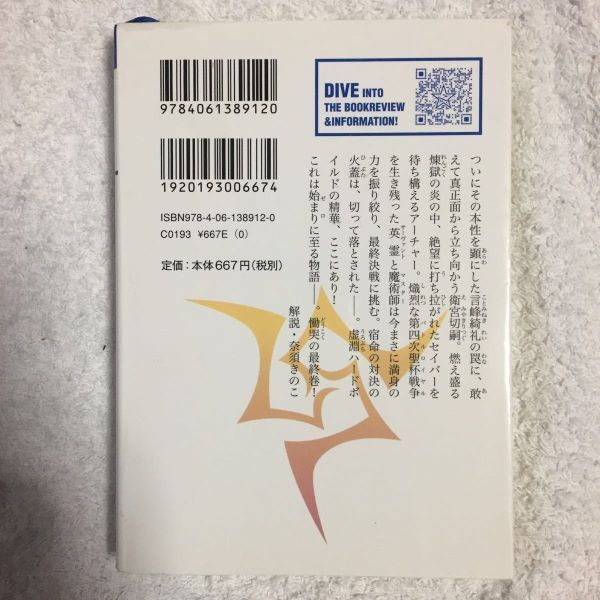 9784061389120
1920193006674
ISBN978-4-06-138912-0
C0193 ¥667E (0)
定価：本体667円(税別)
DIVE INTO
THE BOOKREVIEW
&INFORMATION!
ついにその本性を顕にした言峰綺礼の罠に、敢
えて真正面から立ち向かう衛宮切嗣。燃え盛る
煉獄の炎の中、絶望に打ち拉がれたセイバーを
待ち構えるアーチャー。熾烈な第四次聖杯戦争
を生き残った英霊と魔術師は今まさに満身の
力を振り絞り、最終決戦に挑む。宿命の対決の
火蓋は、切って落とされた——。虚淵ハードボ
イルドの精華、ここにあり！
これは始まりに至る物語——。慟哭の最終巻！
解説・奈須きのこ